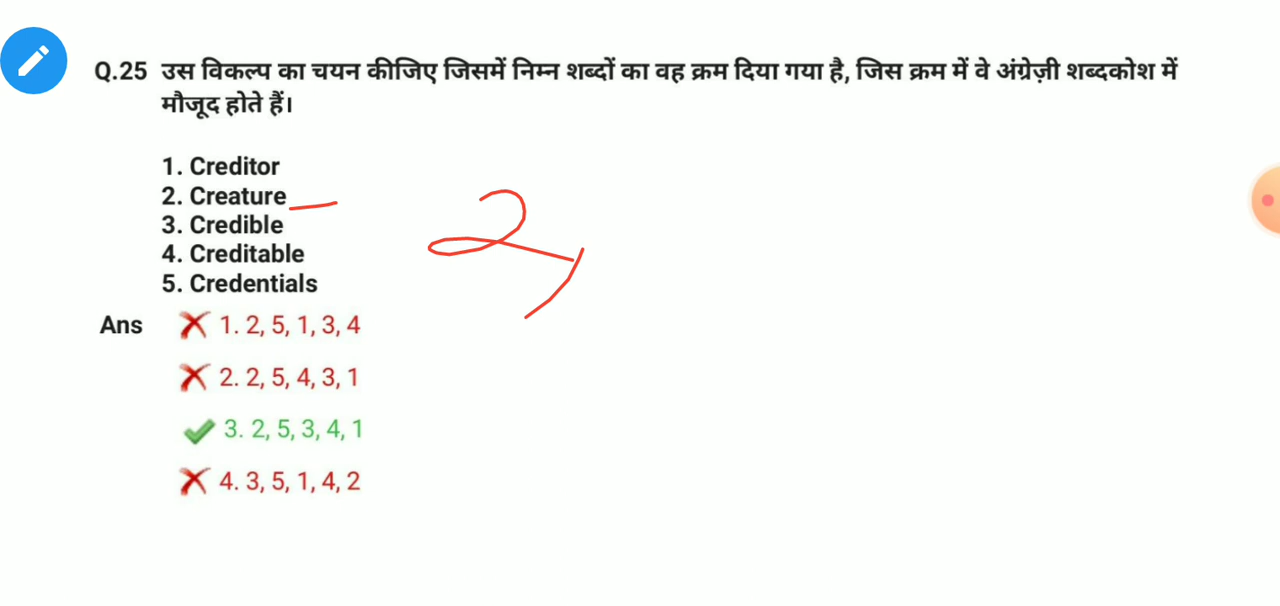 Q.25 उस विकल्प का चयन कीजिए जिसमें निम्न शब्दों का वह क्रम दिया गया है, जिस क्रम में वे अंग्रेज़ी शब्दकोश में
मौजूद होते हैं।
1. Creditor
2. Creature
3. Credible
4. Creditable
5. Credentials
2,
Ans 1. 2, 5, 1, 3, 4
2. 2, 5, 4, 3, 1
3. 2, 5, 3, 4, 1
4. 3, 5, 1, 4, 2